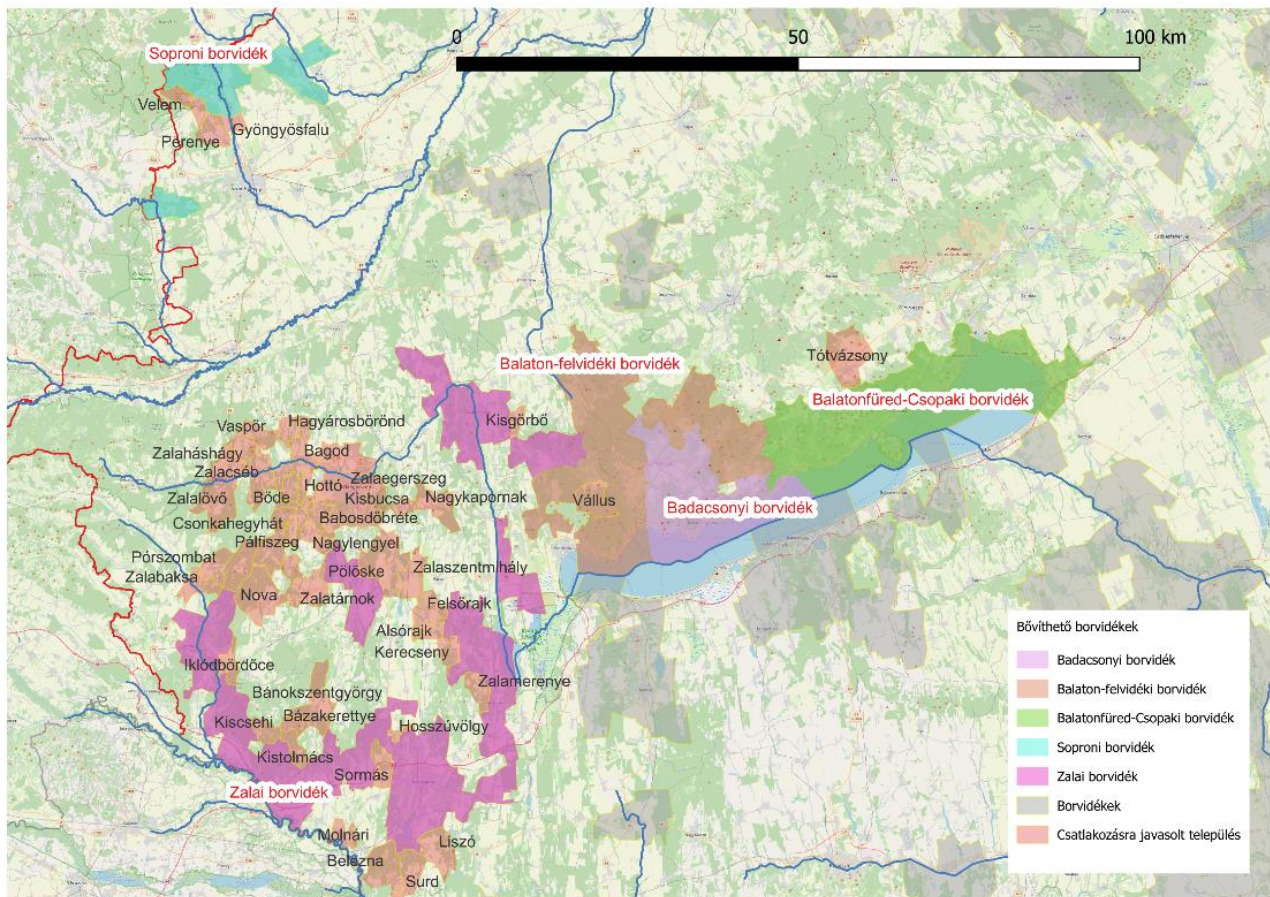 0
50
100 km
Soproni borvidék
Velem
Gyöngyösfalu
Perenye
Tótvázsony
Balaton-felvidéki borvidék
Balatonfüred-Csopaki borvidék
Kisgörbő
Hagyárosbörönd
Vaspör
Bagod
Zalaháshágy
Zalacséb
Zalaegerszeg
Hottó
Zalalövő
Böde
Kisbucsa
Nagykapornak
Vállus
Badacsonyi borvidék
Csonkahegyhát
Babosdöbréte
Pálfiszeg
Nagylengyel
Pórszombat
Zalabaksa
Pölöske
Zalaszentmihály
Nova
Zalatárnok
Felsőrajk
Alsórajk
Kerecseny
Iklódbördőce
Zalamerenye
Bánokszentgyörgy
Kiscsehi
Bázakerettye
Hosszúvölgy
Kistolmács
Sormás
Zalai borvidék
Molnári
Liszó
Belezna
Surd
Bővíthető borvidékek
Badacsonyi borvidék
Balaton-felvidéki borvidék
Balatonfüred-Csopaki borvidék
Soproni borvidék
Zalai borvidék
Borvidékek
Csatlakozásra javasolt település